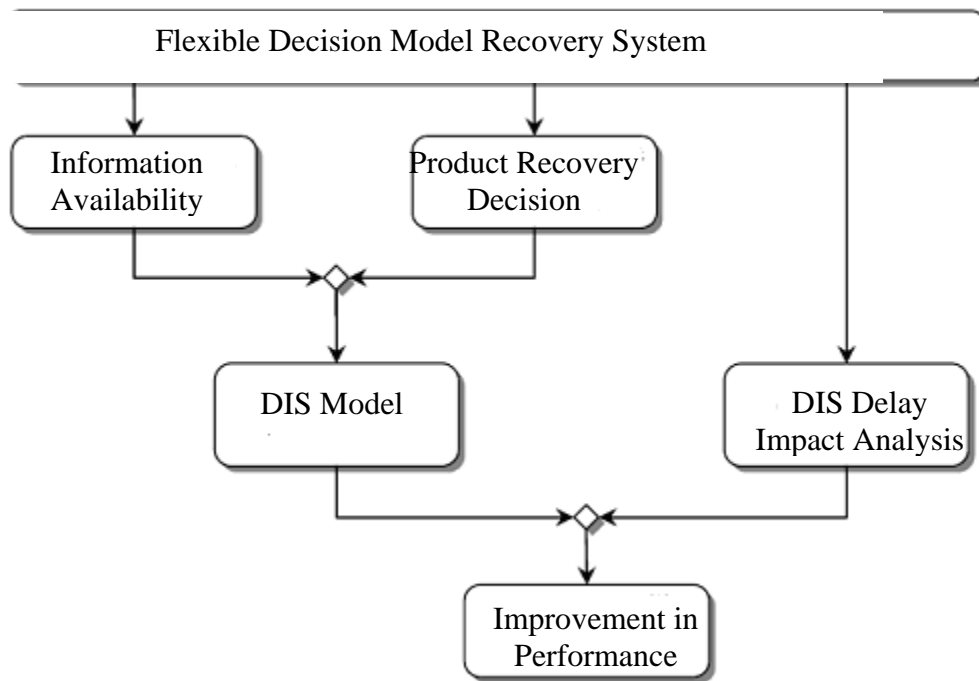 Flexible Decision Model Recovery System
Information
Availability
Product Recovery
Decision
DIS Model
DIS Delay
Impact Analysis
Improvement in
Performance